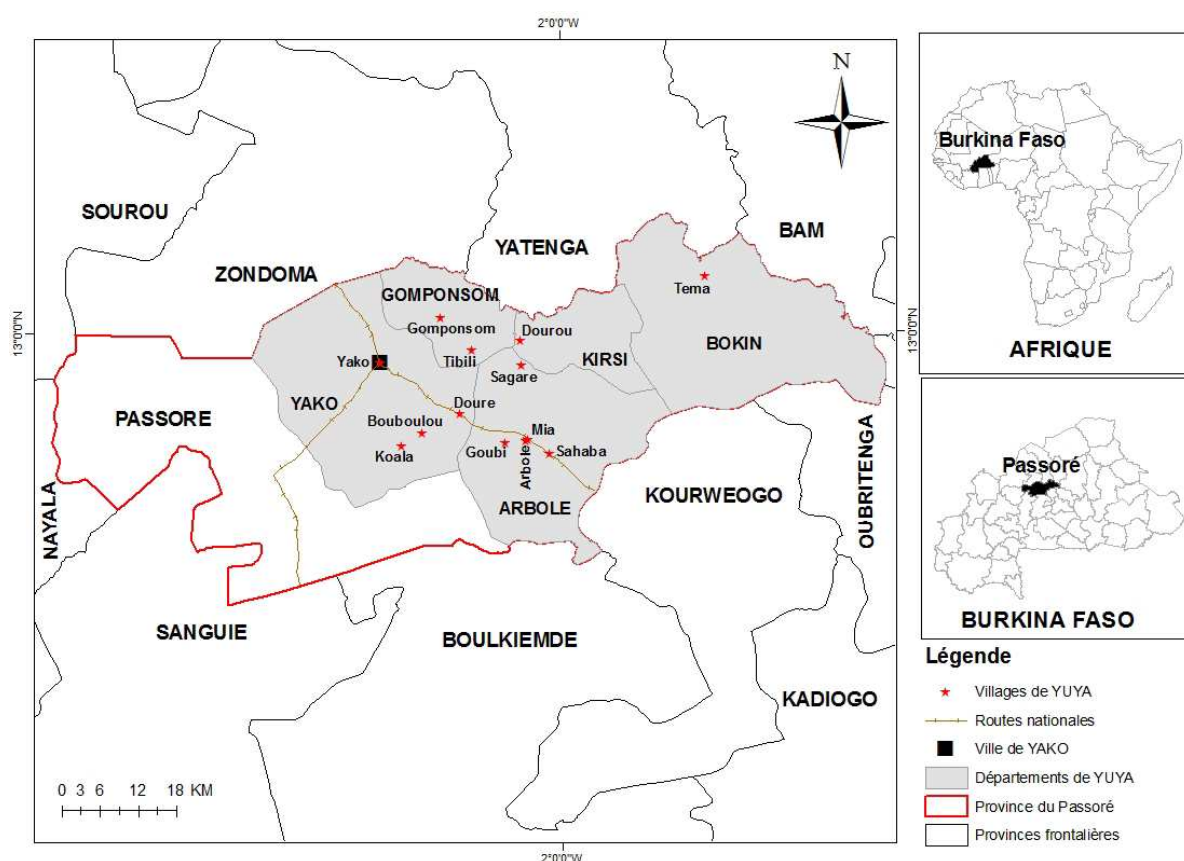 2°0'0"W
N
SOUROU
BAM
YATENGA
ZONDOMA
GOMPONSOM
Tema
Gomponsom
Dourou
13°0'0"N
13°0'0"N
BOKIN
Yako
Tibili
KIRSI
Sagare
YAKO
PASSORE
Doure
Bouboulou
Mia
Koala
Goubi
Arbole
Sahaba
KOURWEOGO
ARBOLE
NAYALA
OUBRITENGA
SANGUIE
BOULKIEMDE
KADIOGO
0 3 6 12 18 KM
2°0'0"W
Burkina Faso
AFRIQUE
Passoré
BURKINA FASO
Légende
Villages de YUYA
Routes nationales
Ville de YAKO
Départements de YUYA
Province du Passoré
Provinces frontalières